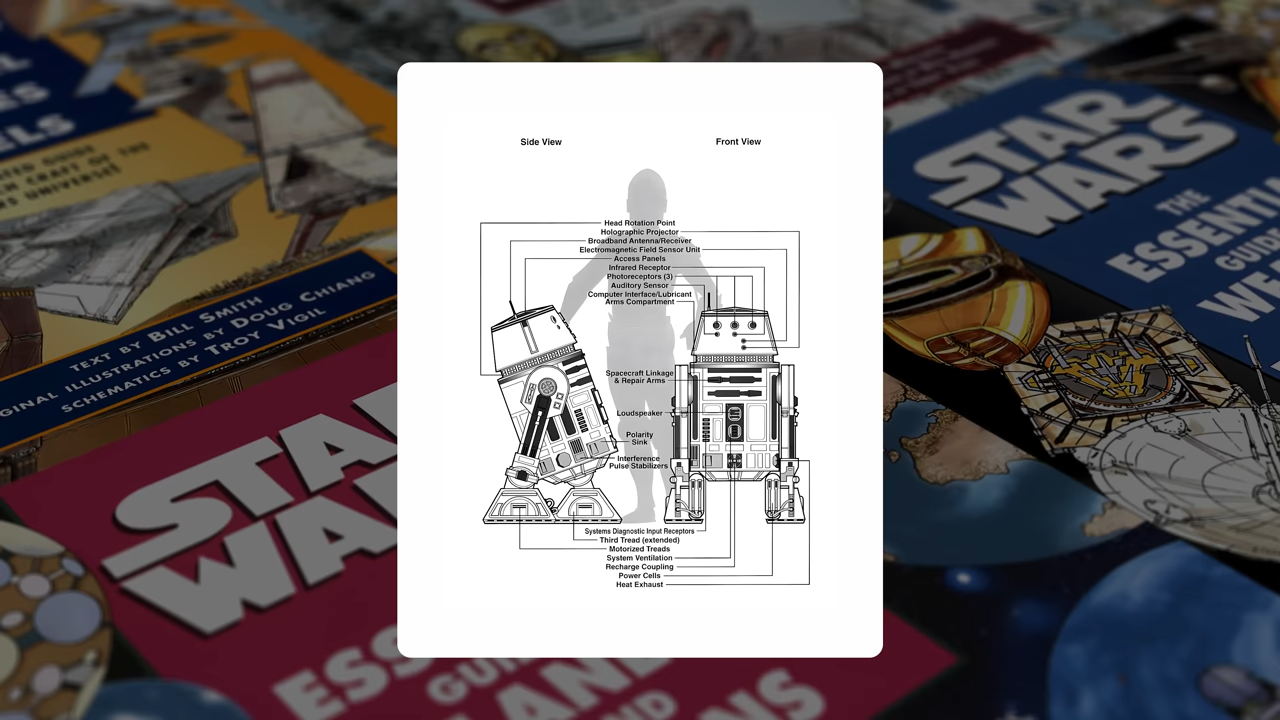 Side View
Front View
Head Rotation Point
Holographic Projector
Broadband Antenna/Receiver
Electromagnetic Field Sensor Unit
Access Panels
Infrared Receptor
Photoreceptors (3)
Auditory Sensor
Computer Interface/Lubricant
Arms Compartment
Spacecraft Linkage
& Repair Arms
Loudspeaker
Polarity
Sink
Interference
Pulse Stabilizers
Systems Diagnostic Input Receptors
Third Tread (extended)
Motorized Treads
System Ventilation
Recharge Coupling
Power Cells
Heat Exhaust
TEXT BY BILL SMITH
ILLUSTRATIONS BY DOUG CHIANG
SCHEMATICS BY TROY VIGIL
STAR
WARS
THE
STAR
WA
ESS